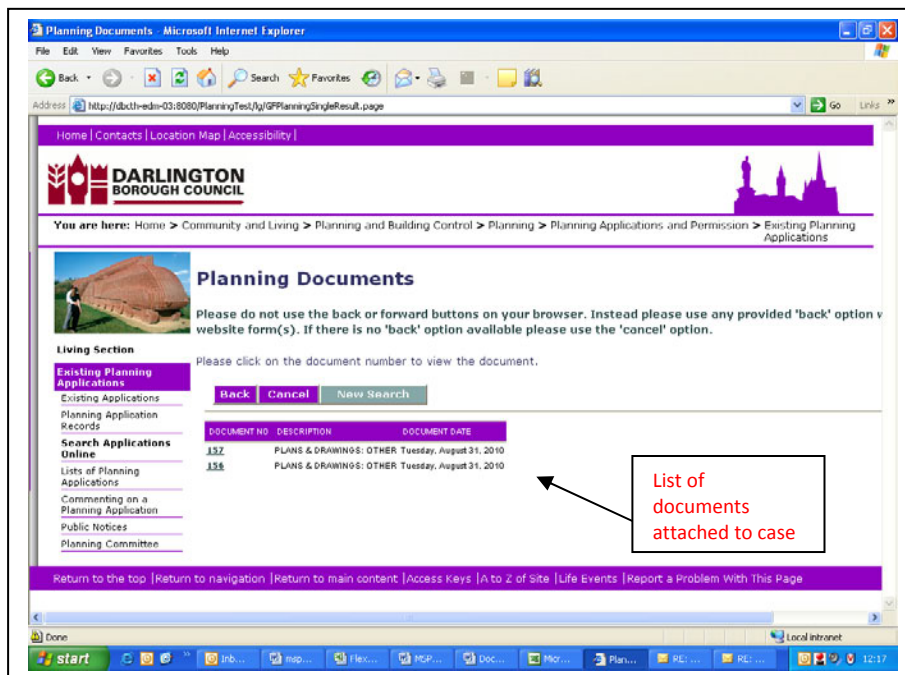 Planning Documents - Microsoft Internet Explorer
File Edit View Favorites Tools Help
Back Search Favorites
Address http://dbcth-edm-03:8080/PlanningTest/lg/GFPlanningSingleResult.page Go Links »
Home | Contacts | Location Map | Accessibility |
DARLINGTON
BOROUGH COUNCIL
You are here: Home > Community and Living > Planning and Building Control > Planning > Planning Applications and Permission > Existing Planning
Applications
Planning Documents
Please do not use the back or forward buttons on your browser. Instead please use any provided 'back' option w
website form(s). If there is no 'back' option available please use the 'cancel' option.
Living Section
Please click on the document number to view the document.
Existing Planning
Applications
Existing Applications
Planning Application
Records
Search Applications
Online
Lists of Planning
Applications
Commenting on a
Planning Application
Public Notices
Planning Committee
Back Cancel New Search
DOCUMENT NO DESCRIPTION DOCUMENT DATE
157 PLANS & DRAWINGS: OTHER Tuesday, August 31, 2010
156 PLANS & DRAWINGS: OTHER Tuesday, August 31, 2010
List of
documents
attached to case
Return to the top |Return to navigation |Return to main content |Access Keys |A to Z of Site |Life Events |Report a Problem With This Page
Done Local intranet
start Inb... msp... Flex... MSP... Doc... Mor... Plan... RE: ... RE: ... 12:17